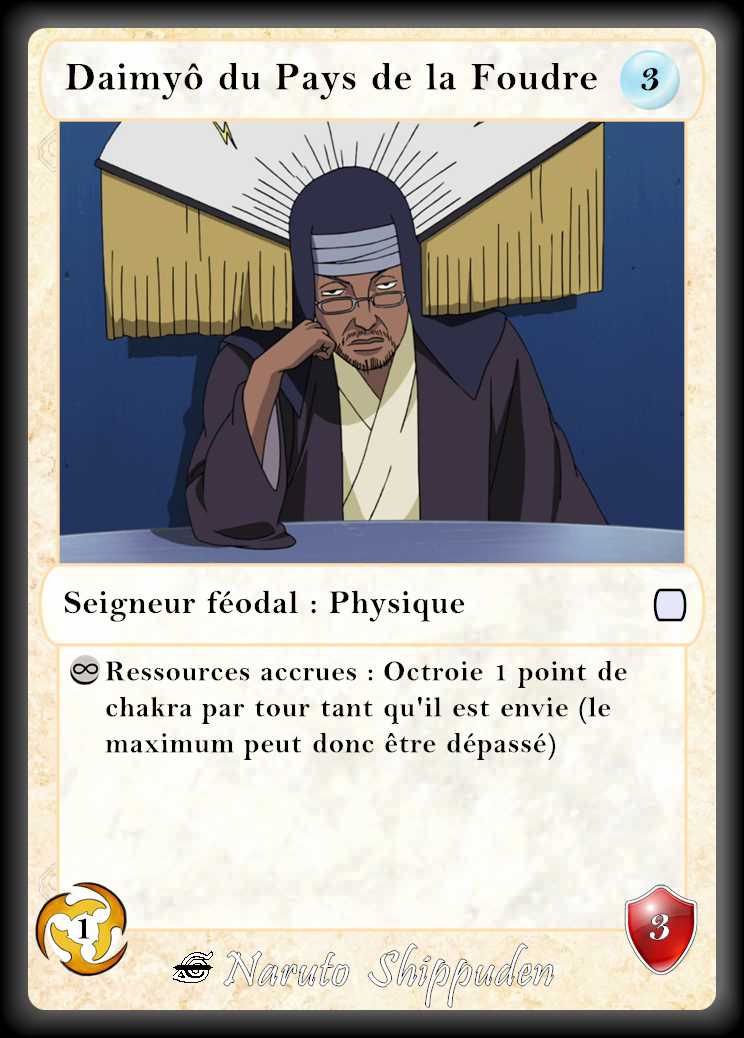 Daimyô du Pays de la Foudre 3
Seigneur féodal : Physique
∞ Ressources accrues : Octroie 1 point de
chakra par tour tant qu'il est envie (le
maximum peut donc être dépassé)
1
3
Naruto Shippuden